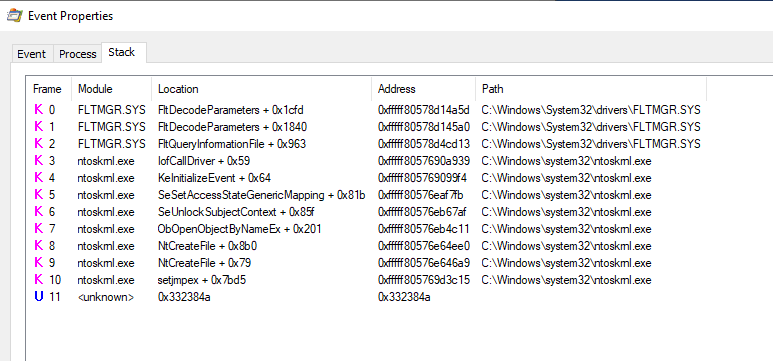 Event Properties
Event Process Stack
Frame Module Location Address Path
K 0 FLTMGR.SYS FltDecodeParameters + 0x1cfd 0xfffff80578d14a5d C:\Windows\System32\drivers\FLTMGR.SYS
K 1 FLTMGR.SYS FltDecodeParameters + 0x1840 0xfffff80578d145a0 C:\Windows\System32\drivers\FLTMGR.SYS
K 2 FLTMGR.SYS FltQueryInformationFile + 0x963 0xfffff80578d4cd13 C:\Windows\System32\drivers\FLTMGR.SYS
K 3 ntoskrnl.exe IofCallDriver + 0x59 0xfffff8057690a939 C:\Windows\system32\ntoskrnl.exe
K 4 ntoskrnl.exe KeInitializeEvent + 0x64 0xfffff805769099f4 C:\Windows\system32\ntoskrnl.exe
K 5 ntoskrnl.exe SeSetAccessStateGenericMapping + 0x81b 0xfffff80576eaf7fb C:\Windows\system32\ntoskrnl.exe
K 6 ntoskrnl.exe SeUnlockSubjectContext + 0x85f 0xfffff80576eb67af C:\Windows\system32\ntoskrnl.exe
K 7 ntoskrnl.exe ObOpenObjectByNameEx + 0x201 0xfffff80576eb4c11 C:\Windows\system32\ntoskrnl.exe
K 8 ntoskrnl.exe NtCreateFile + 0x8b0 0xfffff80576e64ee0 C:\Windows\system32\ntoskrnl.exe
K 9 ntoskrnl.exe NtCreateFile + 0x79 0xfffff80576e646a9 C:\Windows\system32\ntoskrnl.exe
K 10 ntoskrnl.exe setjmpex + 0x7bd5 0xfffff805769d3c15 C:\Windows\system32\ntoskrnl.exe
U 11 <unknown> 0x332384a 0x332384a